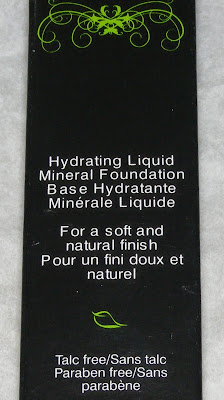 Hydrating Liquid
Mineral Foundation
Base Hydratante
Minérale Liquide
For a soft and
natural finish
Pour un fini doux et
naturel
Talc free/Sans talc
Paraben free/Sans
parabène